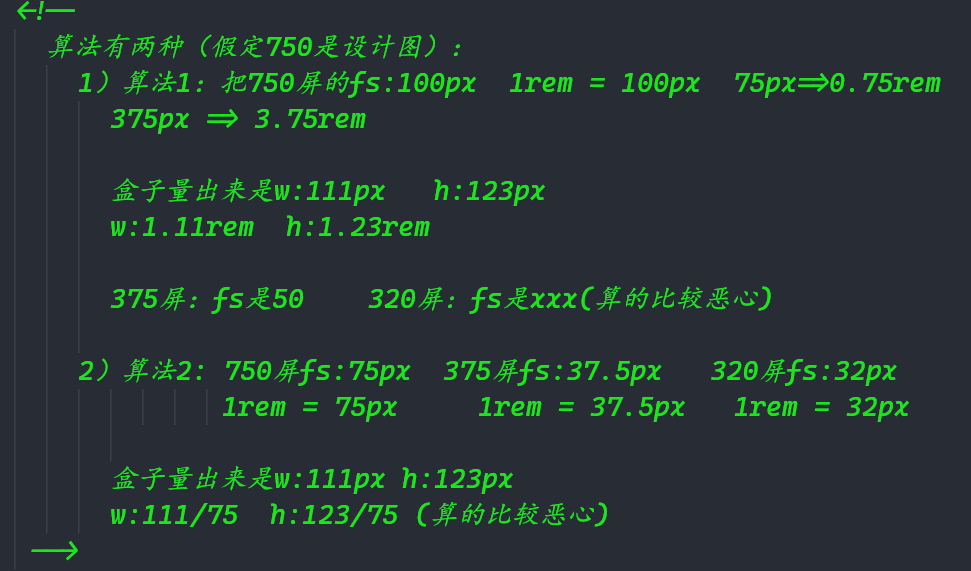 <!--
算法有两种（假定750是设计图）:
1）算法1: 把750屏的fs:100px  1rem = 100px  75px=>0.75rem
375px => 3.75rem
盒子量出来是w:111px   h:123px
w:1.11rem  h:1.23rem
375屏: fs是50    320屏: fs是xxx(算的比较恶心)
2）算法2:  750屏fs:75px  375屏fs:37.5px   320屏fs:32px
1rem = 75px     1rem = 37.5px   1rem = 32px
盒子量出来是w:111px h:123px
w:111/75  h:123/75 (算的比较恶心)
-->